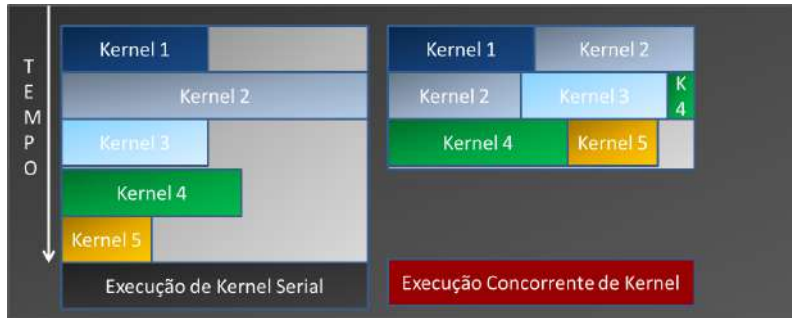 TEMPO
Kernel 1
Kernel 2
Kernel 3
Kernel 4
Kernel 5
Execução de Kernel Serial
Kernel 1 Kernel 2
Kernel 2 Kernel 3 K4
Kernel 4 Kernel 5
Execução Concorrente de Kernel